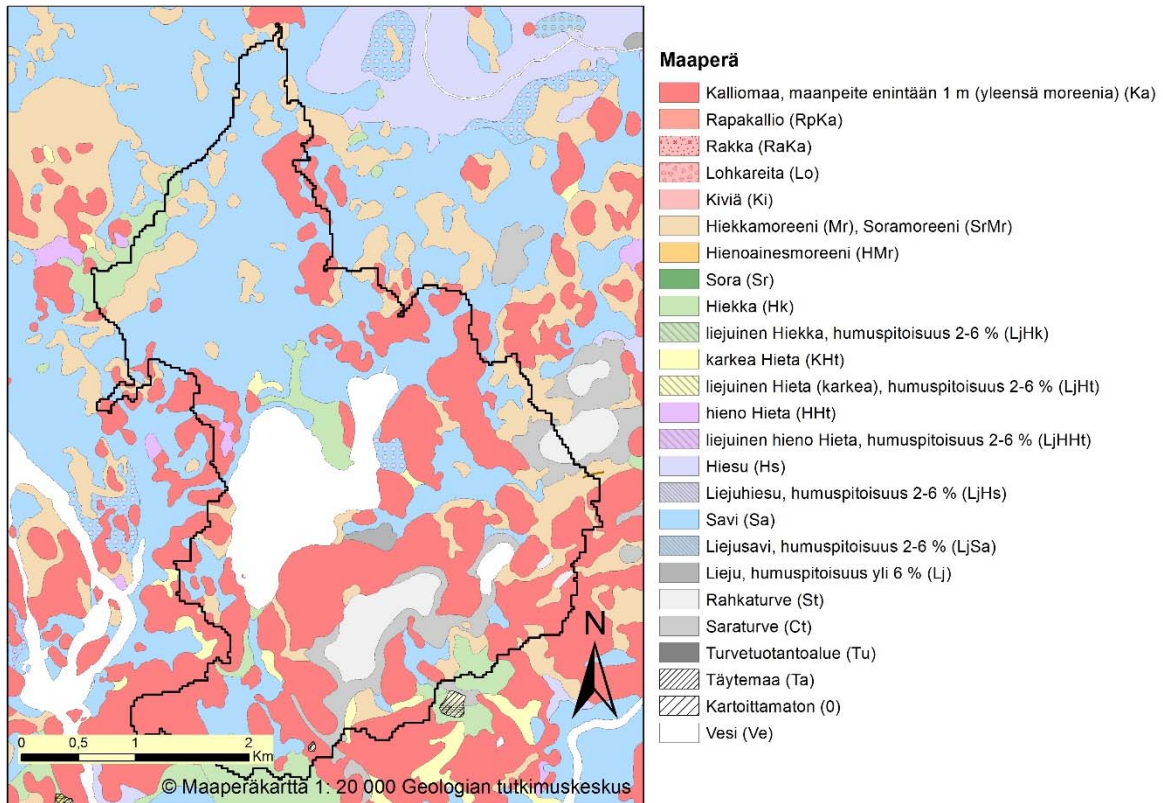 N
0 0,5 1 2
Km
© Maaperäkartta 1: 20 000 Geologian tutkimuskeskus
Maaperä
Kalliomaa, maanpeite enintään 1 m (yleensä moreenia) (Ka)
Rapakallio (RpKa)
Rakka (RaKa)
Lohkareita (Lo)
Kiviä (Ki)
Hiekkamoreeni (Mr), Soramoreeni (SrMr)
Hienoainesmoreeni (HMr)
Sora (Sr)
Hiekka (Hk)
liejuinen Hiekka, humuspitoisuus 2-6 % (LjHk)
karkea Hieta (KHt)
liejuinen Hieta (karkea), humuspitoisuus 2-6 % (LjHt)
hieno Hieta (HHt)
liejuinen hieno Hieta, humuspitoisuus 2-6 % (LjHHt)
Hiesu (Hs)
Liejuhiesu, humuspitoisuus 2-6 % (LjHs)
Savi (Sa)
Liejusavi, humuspitoisuus 2-6 % (LjSa)
Lieju, humuspitoisuus yli 6 % (Lj)
Rahkaturve (St)
Saraturve (Ct)
Turvetuotantoalue (Tu)
Täytemaa (Ta)
Kartoittamaton (0)
Vesi (Ve)